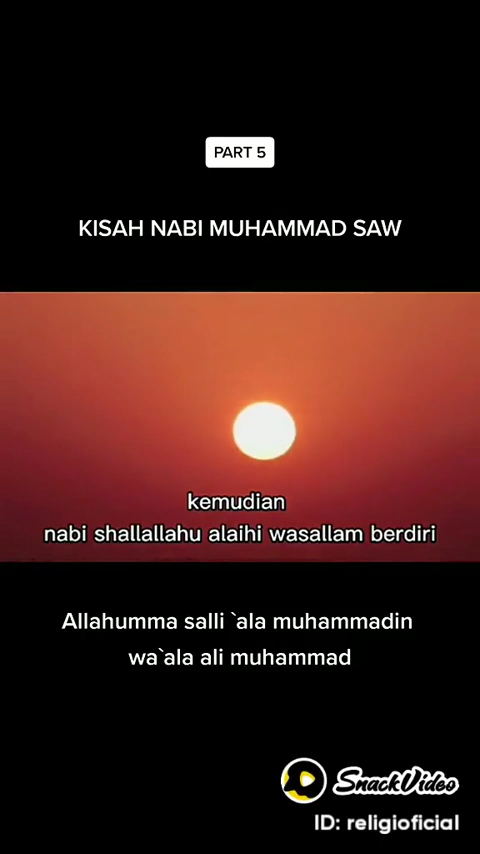 PART 5
KISAH NABI MUHAMMAD SAW
kemudian
nabi shallallahu alaihi wasallam berdiri
Allahumma salli `ala muhammadin
wa`ala ali muhammad
SnackVideo
ID: religioficial